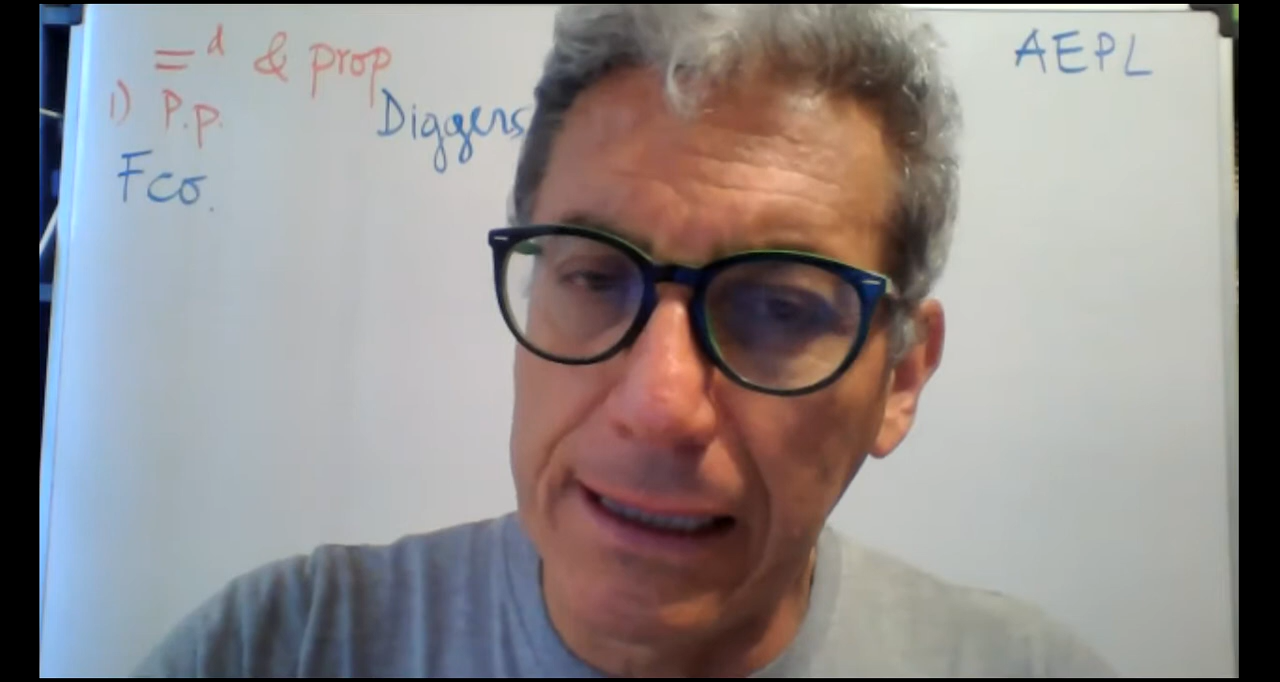 =ᵈ & prop
AEPL
1) P.p.
Diggers
Fco.